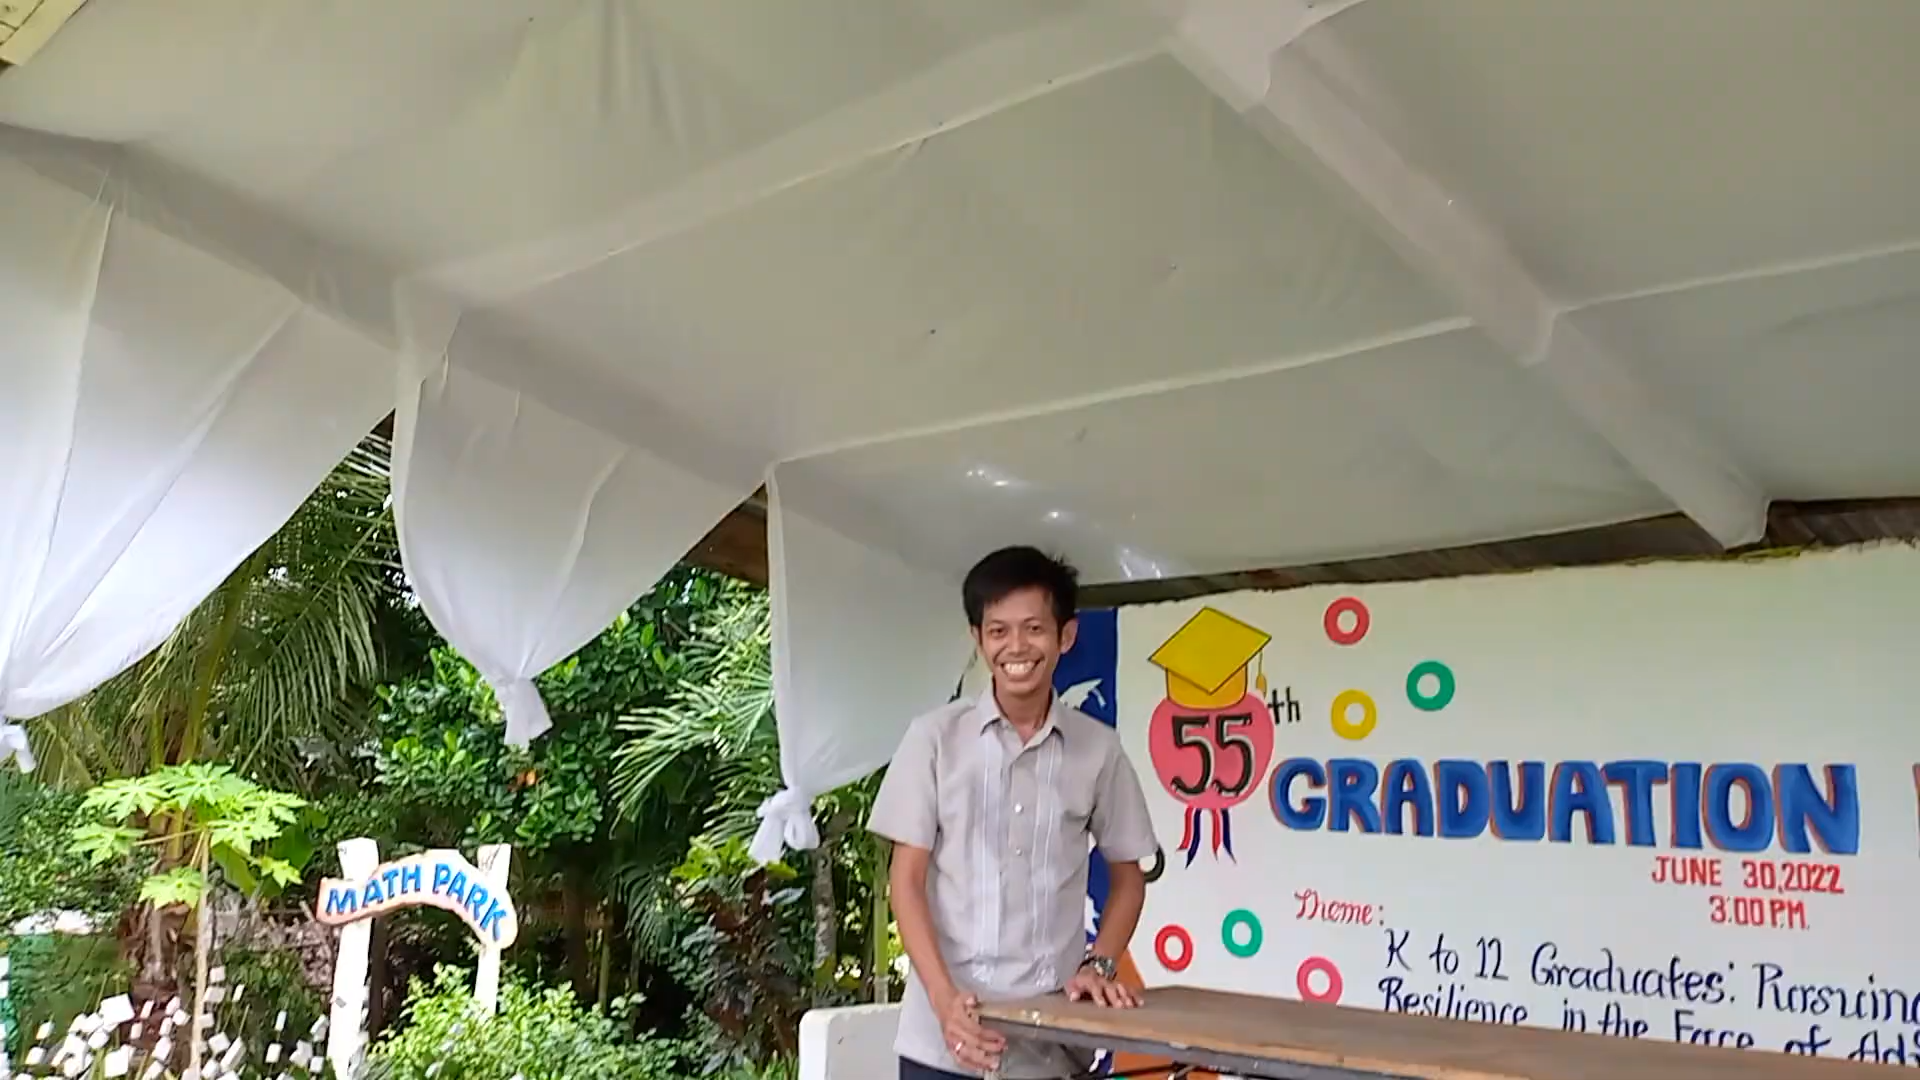 MATH PARK
55th
GRADUATION
JUNE 30,2022
3:00 P.M.
Theme:
K to 12 Graduates: Pursuing
Resilience in the Face of